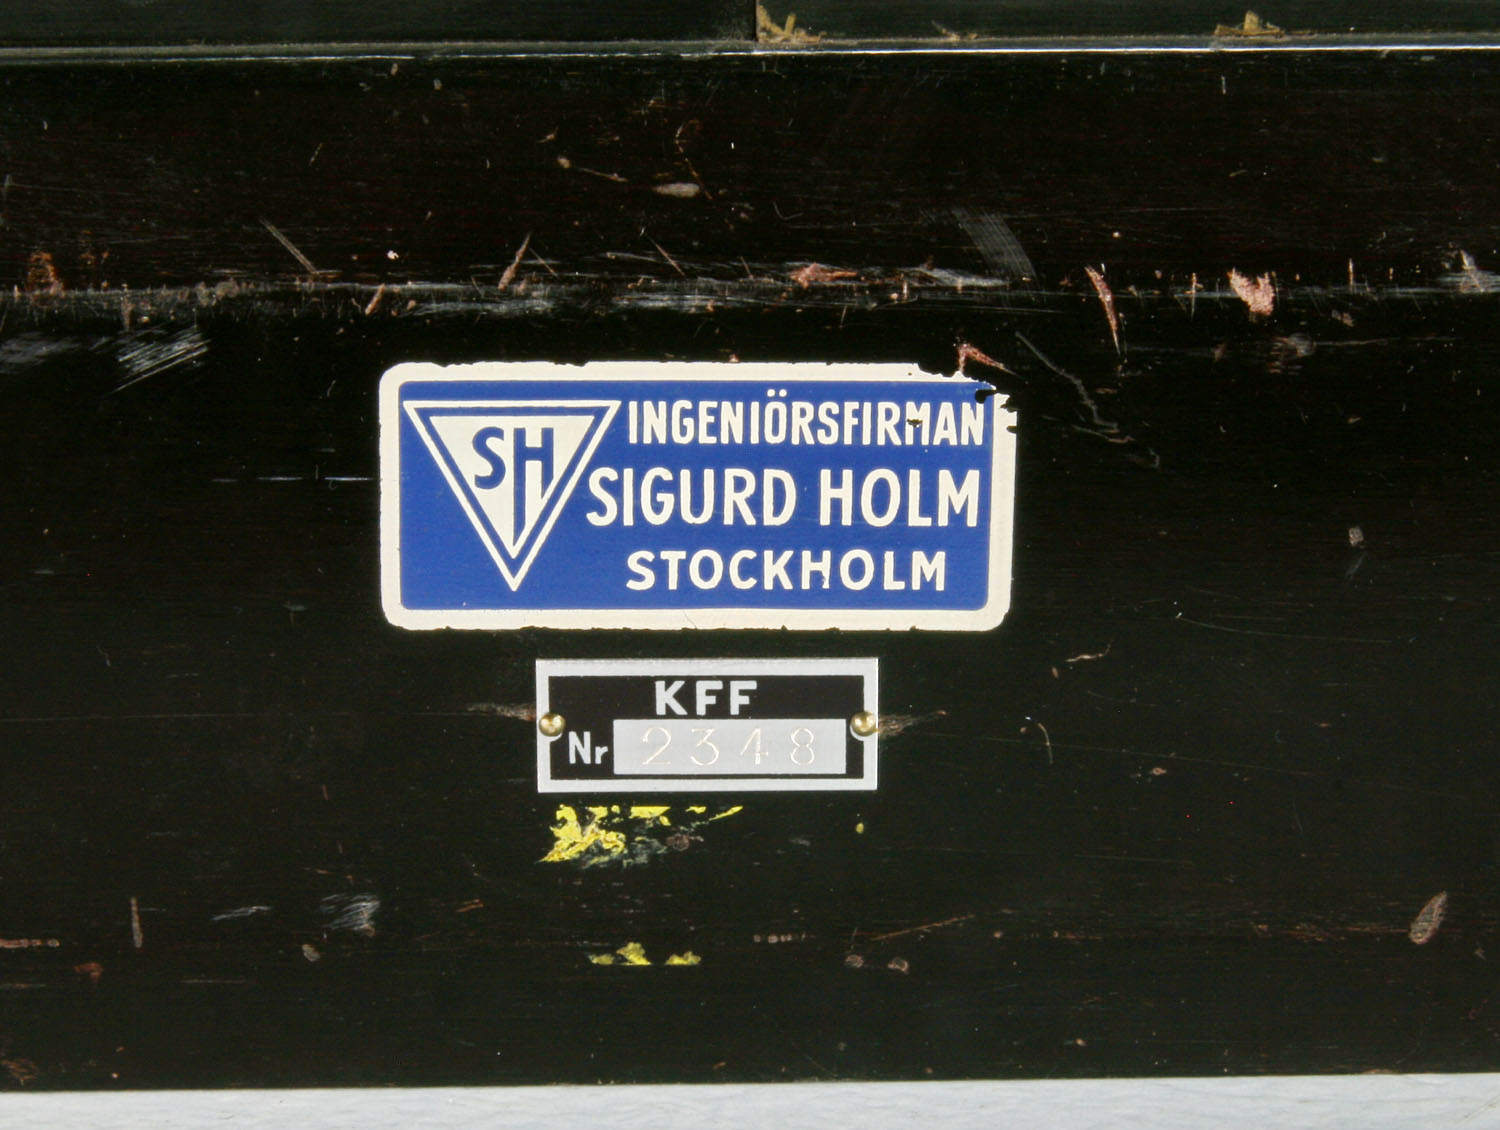 SH
INGENIÖRSFIRMAN
SIGURD HOLM
STOCKHOLM
KFF
Nr 2348